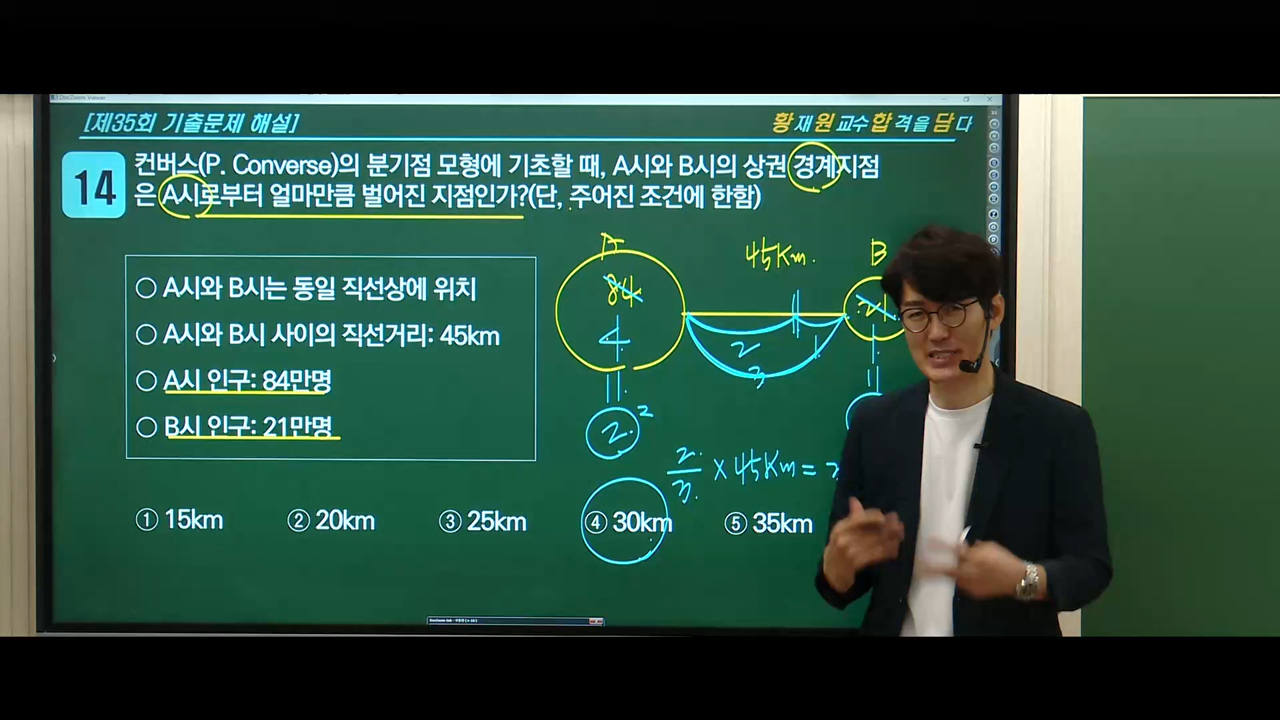 [제35회 기출문제 해설]
황재원교수합격을담다
14
컨버스(P. Converse)의 분기점 모형에 기초할 때, A시와 B시의 상권 경계지점
은 A시로부터 얼마만큼 벌어진 지점인가?(단, 주어진 조건에 한함)
○ A시와 B시는 동일 직선상에 위치
○ A시와 B시 사이의 직선거리: 45km
○ A시 인구: 84만명
○ B시 인구: 21만명
① 15km
② 20km
③ 25km
④ 30km
⑤ 35km
A
45Km.
B
84
21
4
1
2
1
3
2²
2/3 × 45Km =